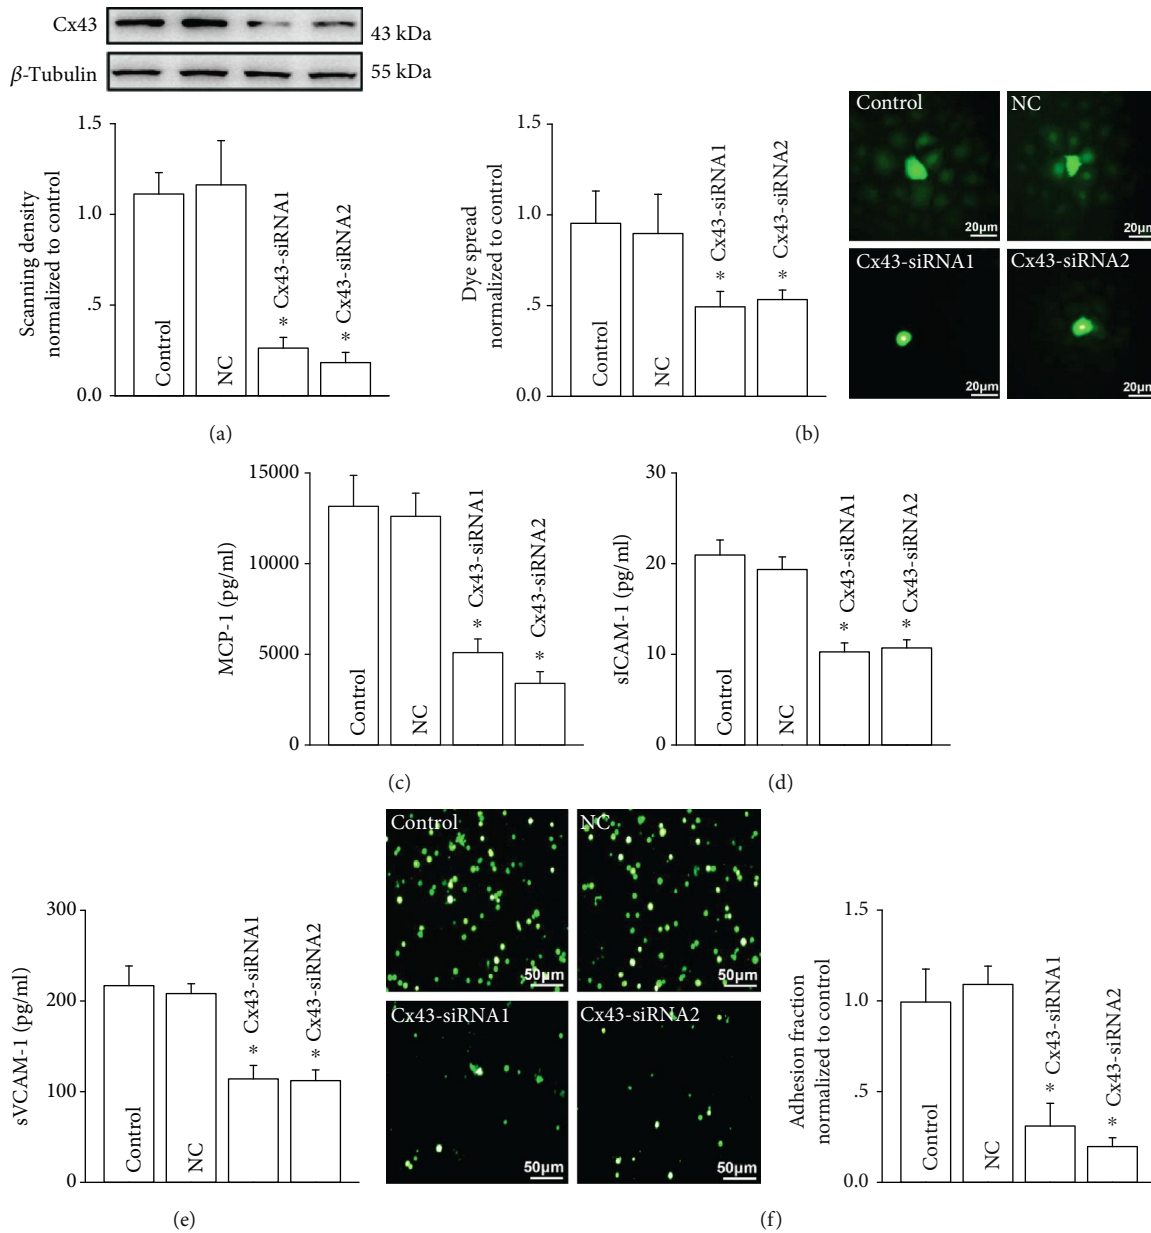 Cx43
43 kDa
β-Tubulin
55 kDa
Scanning density
normalized to control
1.5
1.0
.5
0.0
Control
NC
* Cx43-siRNA1
* Cx43-siRNA2
(a)
Dye spread
normalized to control
1.5
1.0
.5
0.0
Control
NC
* Cx43-siRNA1
* Cx43-siRNA2
Control
20μm
NC
20μm
Cx43-siRNA1
20μm
Cx43-siRNA2
20μm
(b)
MCP-1 (pg/ml)
15000
10000
5000
0
Control
NC
* Cx43-siRNA1
* Cx43-siRNA2
(c)
sICAM-1 (pg/ml)
30
20
10
0
Control
NC
* Cx43-siRNA1
* Cx43-siRNA2
(d)
sVCAM-1 (pg/ml)
300
200
100
0
Control
NC
* Cx43-siRNA1
* Cx43-siRNA2
(e)
Control
50μm
NC
50μm
Cx43-siRNA1
50μm
Cx43-siRNA2
50μm
Adhesion fraction
normalized to control
1.5
1.0
.5
0.0
Control
NC
* Cx43-siRNA1
* Cx43-siRNA2
(f)